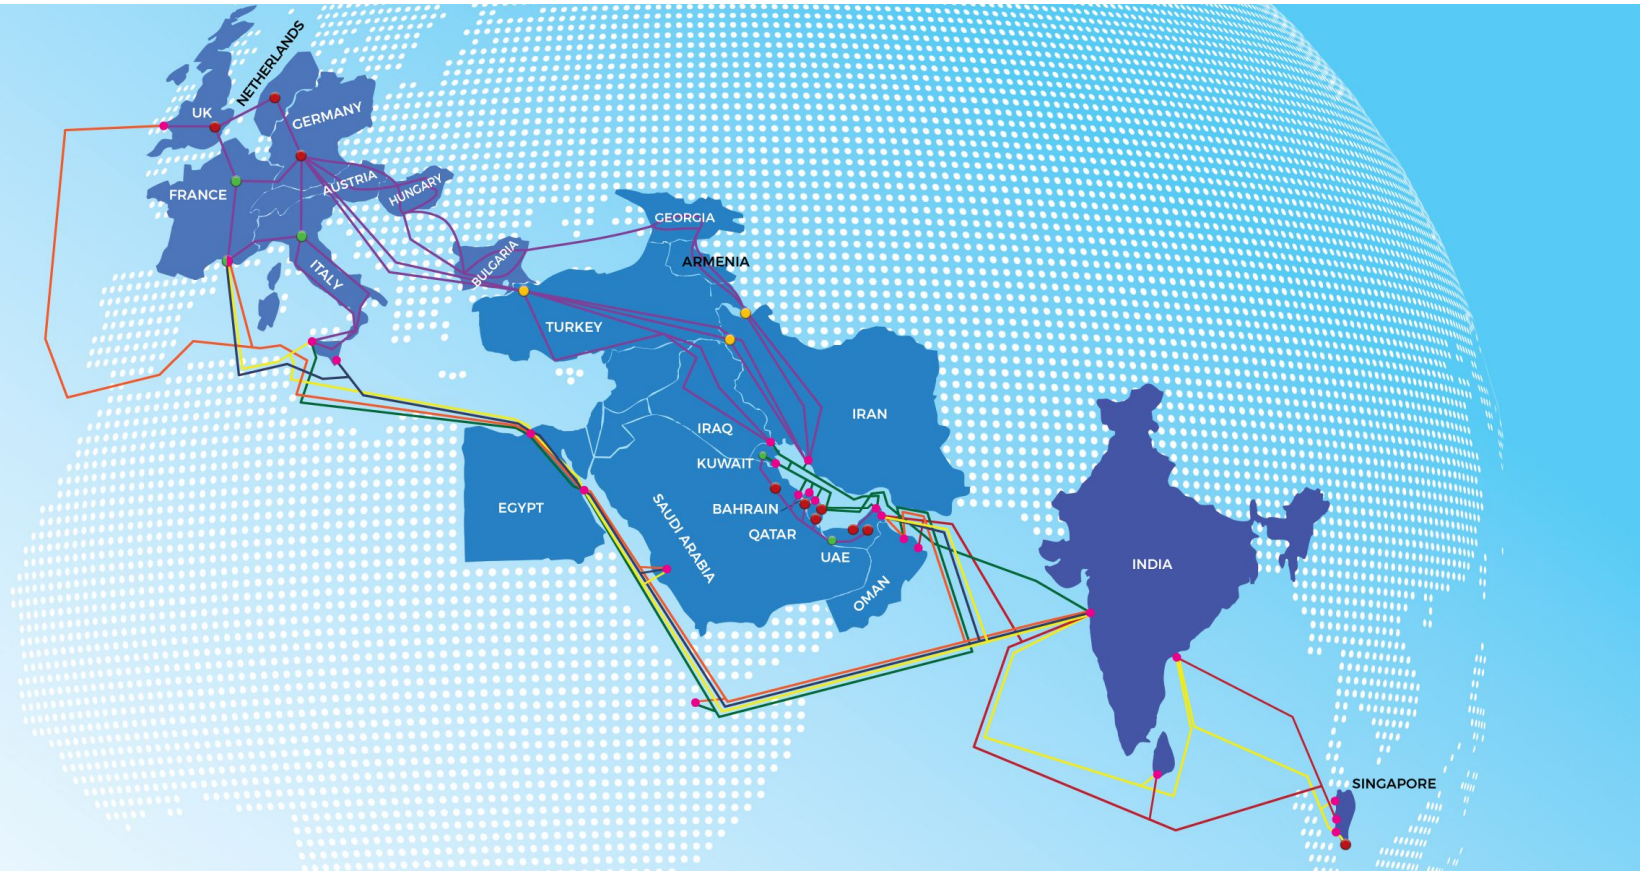 NETHERLANDS
UK
GERMANY
FRANCE
AUSTRIA
HUNGARY
ITALY
BULGARIA
GEORGIA
ARMENIA
TURKEY
IRAN
IRAQ
KUWAIT
EGYPT
SAUDI ARABIA
BAHRAIN
QATAR
UAE
OMAN
INDIA
SINGAPORE